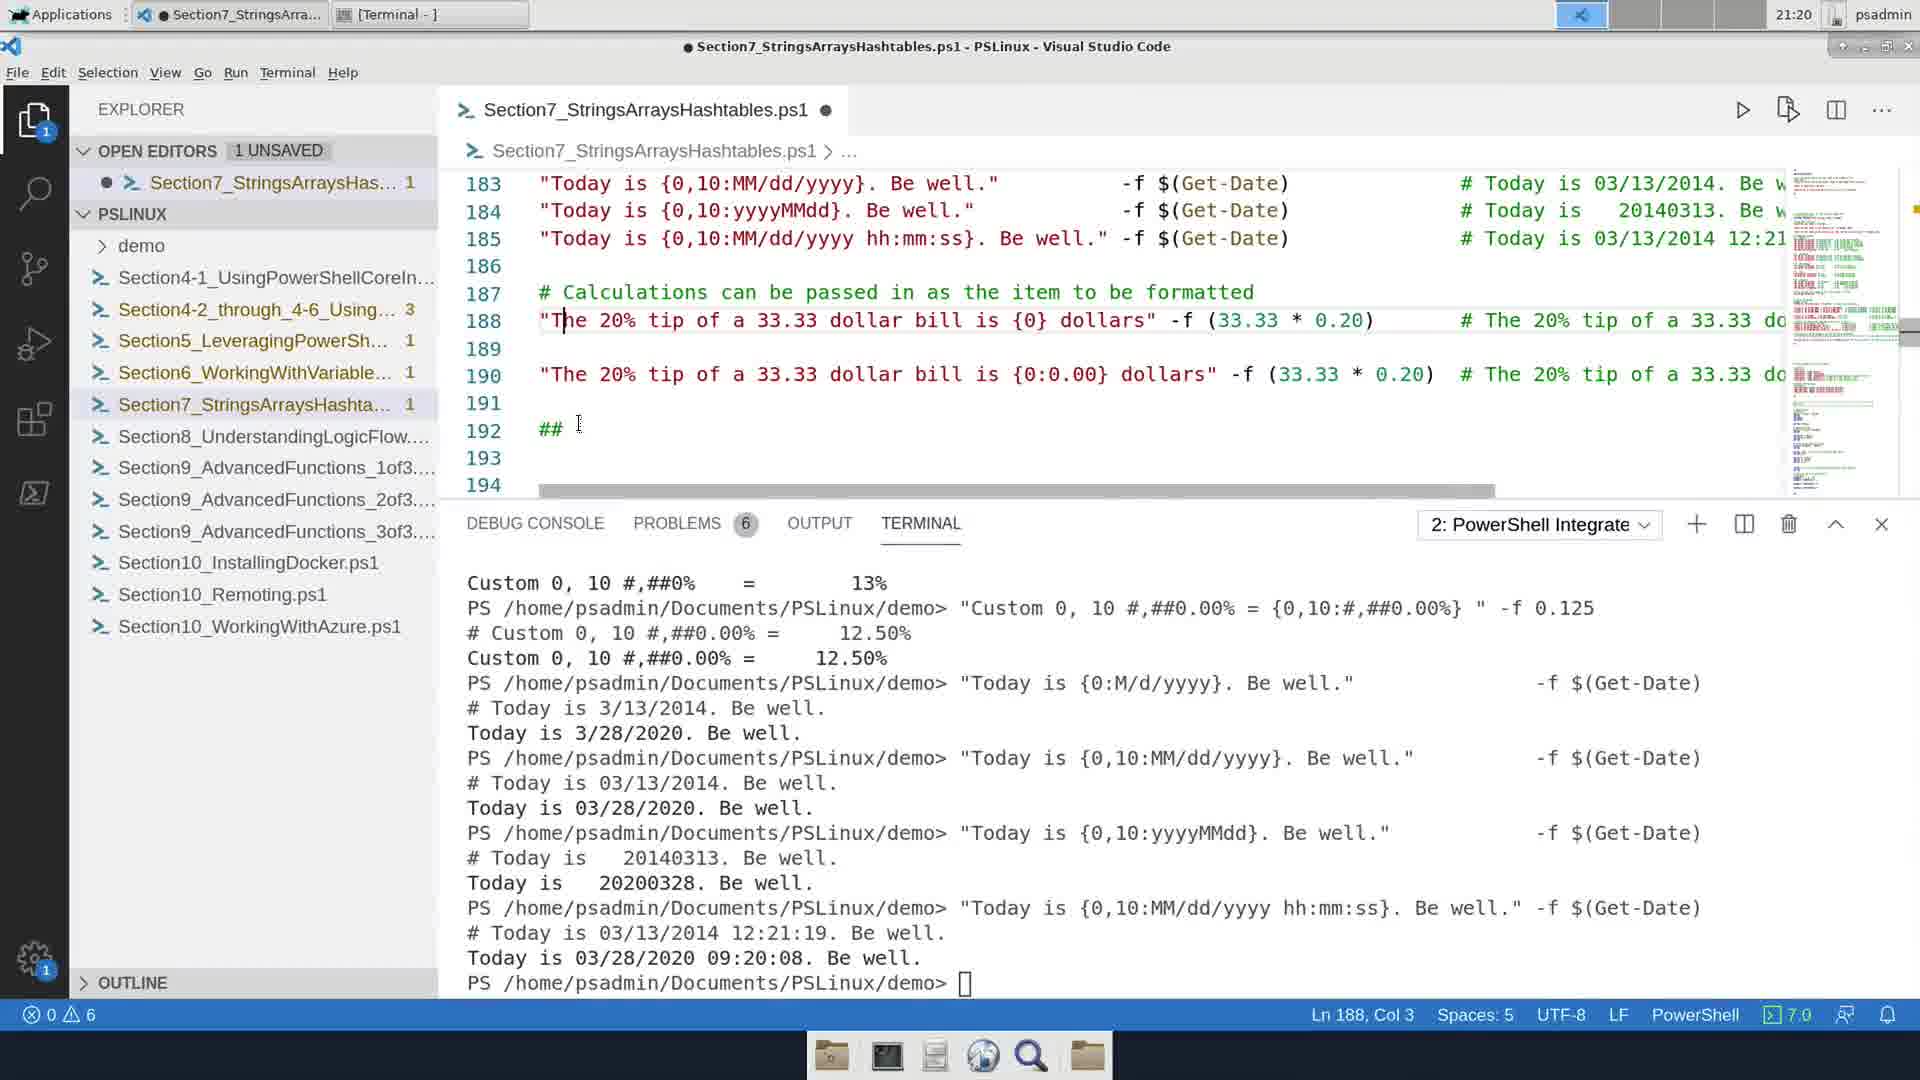 Applications
● Section7_StringsArra...
[Terminal - ]
21:20
psadmin
● Section7_StringsArraysHashtables.ps1 - PSLinux - Visual Studio Code
File Edit Selection View Go Run Terminal Help
EXPLORER
OPEN EDITORS 1 UNSAVED
● Section7_StringsArraysHas... 1
PSLINUX
demo
Section4-1_UsingPowerShellCoreIn...
Section4-2_through_4-6_Using... 3
Section5_LeveragingPowerSh... 1
Section6_WorkingWithVariable... 1
Section7_StringsArraysHashta... 1
Section8_UnderstandingLogicFlow....
Section9_AdvancedFunctions_1of3....
Section9_AdvancedFunctions_2of3....
Section9_AdvancedFunctions_3of3....
Section10_InstallingDocker.ps1
Section10_Remoting.ps1
Section10_WorkingWithAzure.ps1
OUTLINE
1
1
Section7_StringsArraysHashtables.ps1 ●
Section7_StringsArraysHashtables.ps1 > ...
183 "Today is {0,10:MM/dd/yyyy}. Be well." -f $(Get-Date) # Today is 03/13/2014. Be w
184 "Today is {0,10:yyyyMMdd}. Be well." -f $(Get-Date) # Today is   20140313. Be w
185 "Today is {0,10:MM/dd/yyyy hh:mm:ss}. Be well." -f $(Get-Date) # Today is 03/13/2014 12:21
186
187 # Calculations can be passed in as the item to be formatted
188 "The 20% tip of a 33.33 dollar bill is {0} dollars" -f (33.33 * 0.20) # The 20% tip of a 33.33 do
189
190 "The 20% tip of a 33.33 dollar bill is {0:0.00} dollars" -f (33.33 * 0.20) # The 20% tip of a 33.33 do
191
192 ##
193
194
DEBUG CONSOLE PROBLEMS 6 OUTPUT TERMINAL 2: PowerShell Integrate
Custom 0, 10 #,##0%    =        13%
PS /home/psadmin/Documents/PSLinux/demo> "Custom 0, 10 #,##0.00% = {0,10:#,##0.00%} " -f 0.125
# Custom 0, 10 #,##0.00% =     12.50%
Custom 0, 10 #,##0.00% =     12.50%
PS /home/psadmin/Documents/PSLinux/demo> "Today is {0:M/d/yyyy}. Be well." -f $(Get-Date)
# Today is 3/13/2014. Be well.
Today is 3/28/2020. Be well.
PS /home/psadmin/Documents/PSLinux/demo> "Today is {0,10:MM/dd/yyyy}. Be well." -f $(Get-Date)
# Today is 03/13/2014. Be well.
Today is 03/28/2020. Be well.
PS /home/psadmin/Documents/PSLinux/demo> "Today is {0,10:yyyyMMdd}. Be well." -f $(Get-Date)
# Today is   20140313. Be well.
Today is   20200328. Be well.
PS /home/psadmin/Documents/PSLinux/demo> "Today is {0,10:MM/dd/yyyy hh:mm:ss}. Be well." -f $(Get-Date)
# Today is 03/13/2014 12:21:19. Be well.
Today is 03/28/2020 09:20:08. Be well.
PS /home/psadmin/Documents/PSLinux/demo>
0 6 Ln 188, Col 3 Spaces: 5 UTF-8 LF PowerShell 7.0